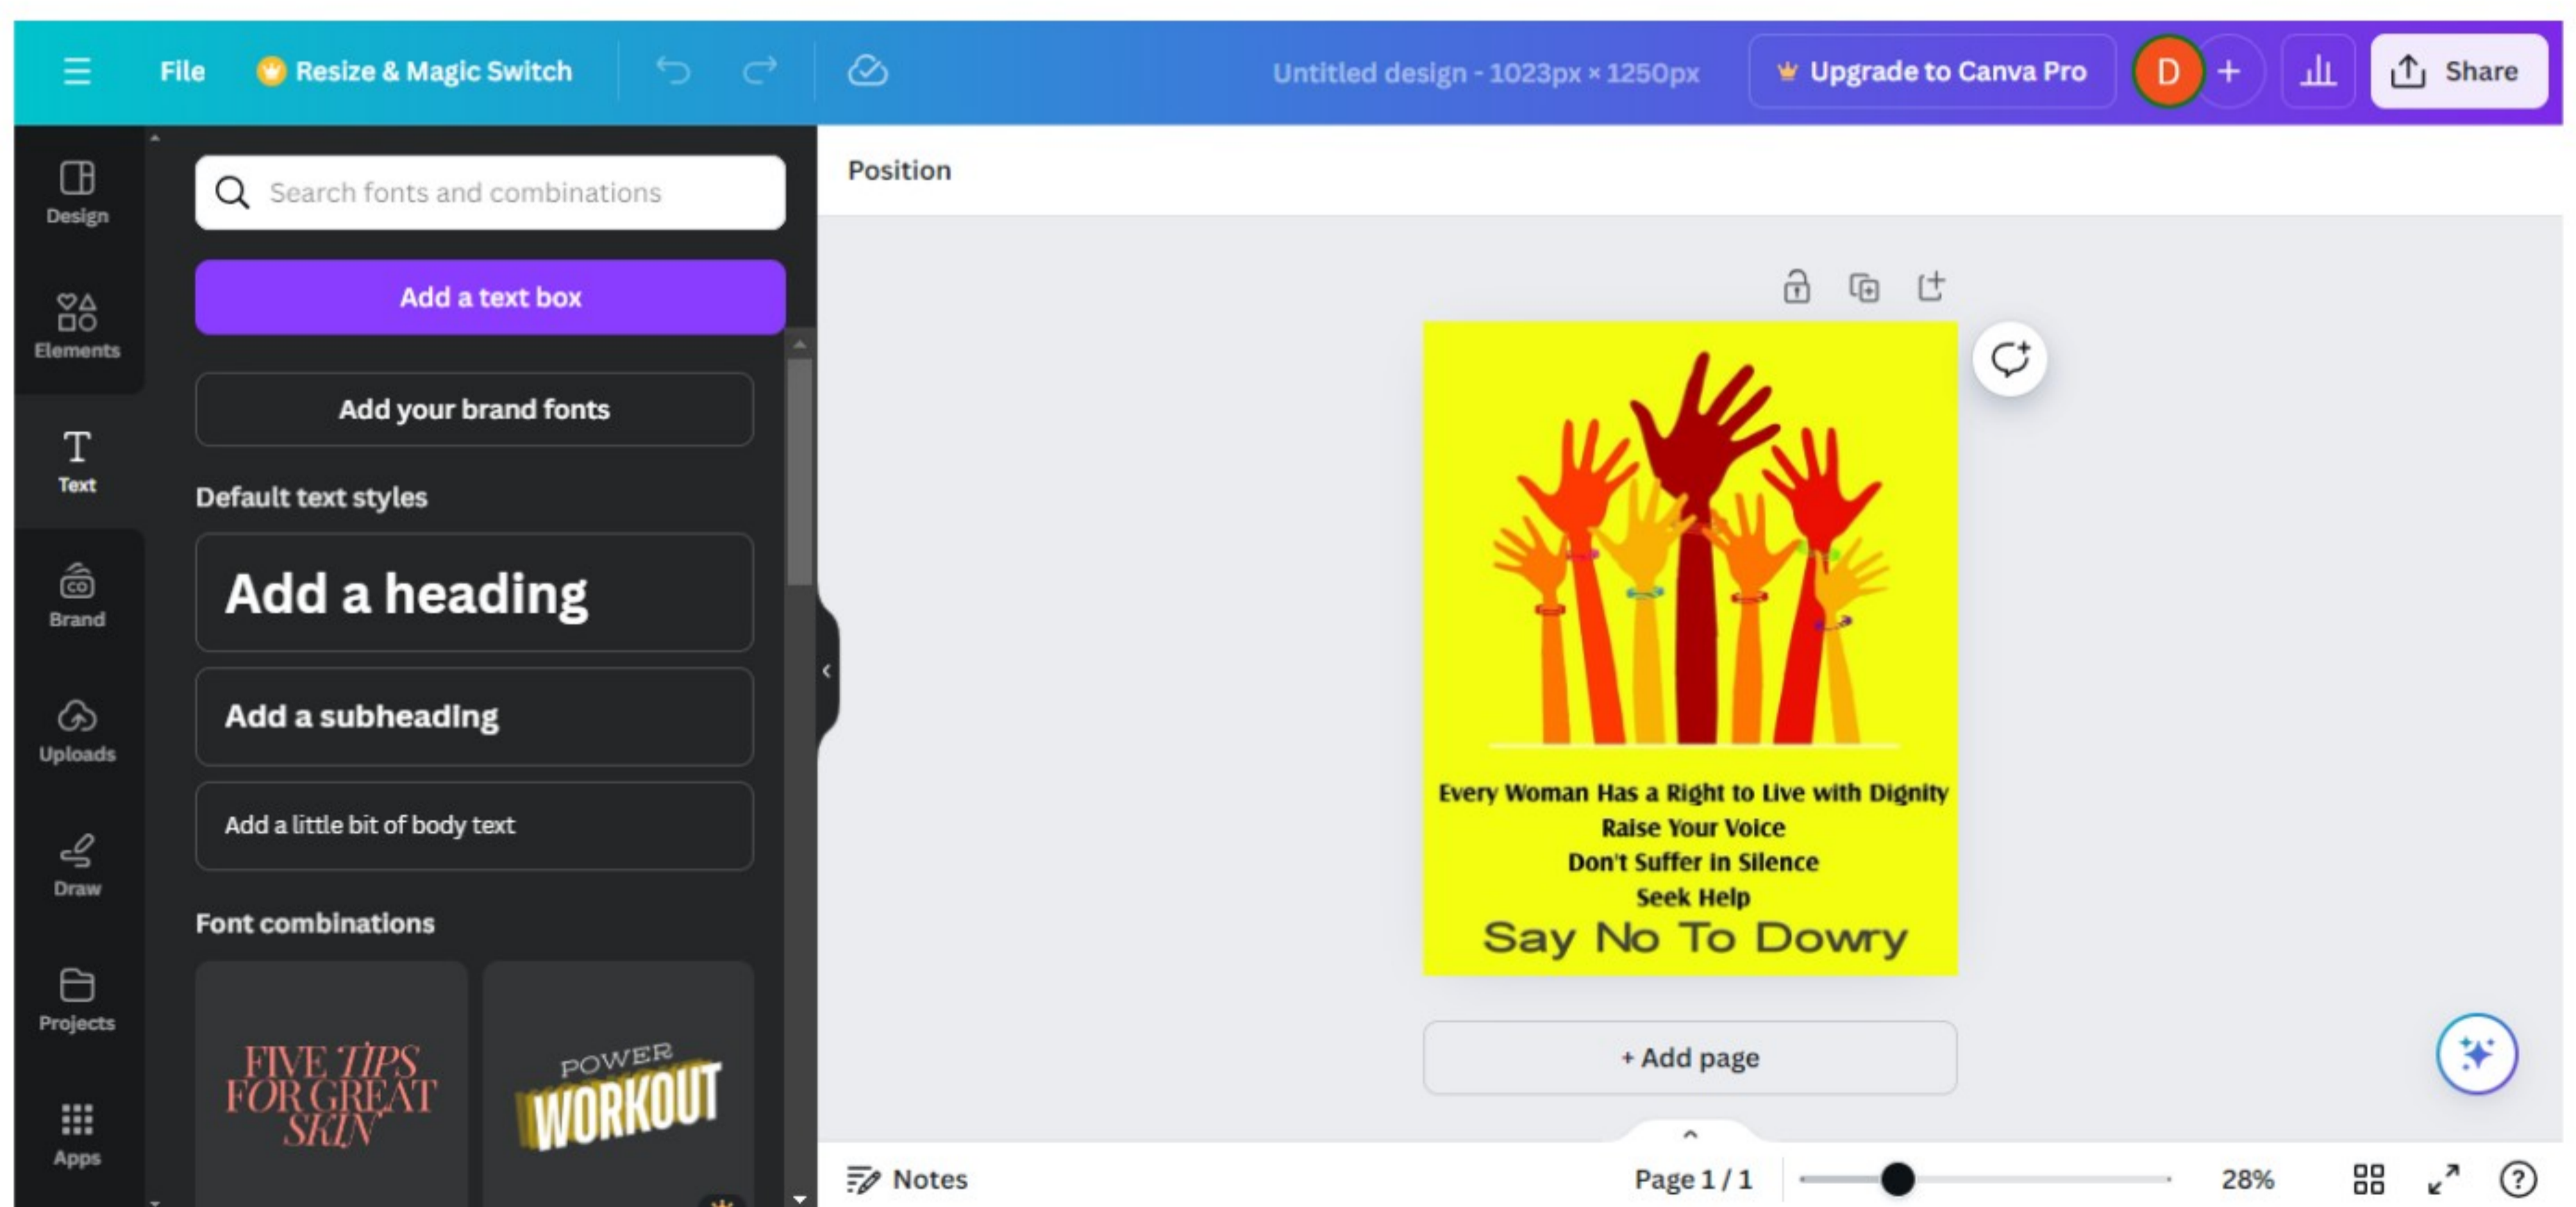 File
Resize & Magic Switch
Untitled design - 1023px × 1250px
Upgrade to Canva Pro
D
+
Share
Design
Elements
Text
Brand
Uploads
Draw
Projects
Apps
Search fonts and combinations
Add a text box
Add your brand fonts
Default text styles
Add a heading
Add a subheading
Add a little bit of body text
Font combinations
FIVE TIPS
FOR GREAT
SKIN
POWER
WORKOUT
Position
Every Woman Has a Right to Live with Dignity
Raise Your Voice
Don't Suffer in Silence
Seek Help
Say No To Dowry
+ Add page
Notes
Page 1 / 1
28%
?